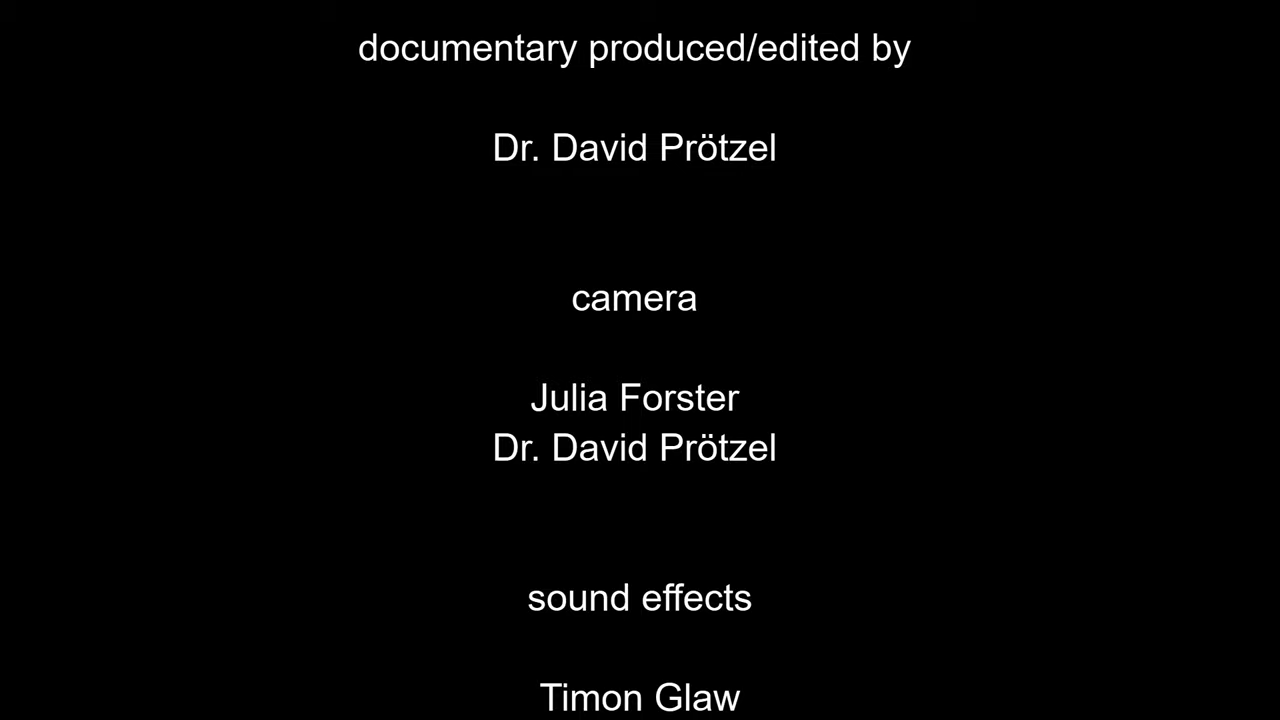 documentary produced/edited by
Dr. David Prötzel
camera
Julia Forster
Dr. David Prötzel
sound effects
Timon Glaw